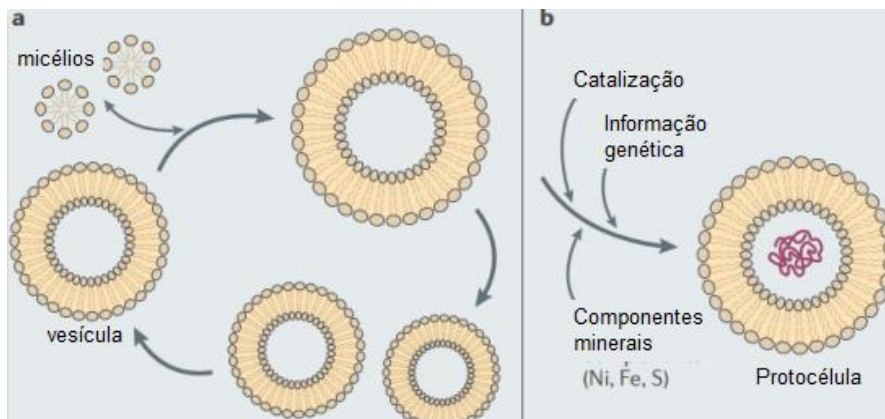 a
micélios
vesícula
b
Catalização
Informação
genética
Componentes
minerais
(Ni, Fe, S)
Protocélula